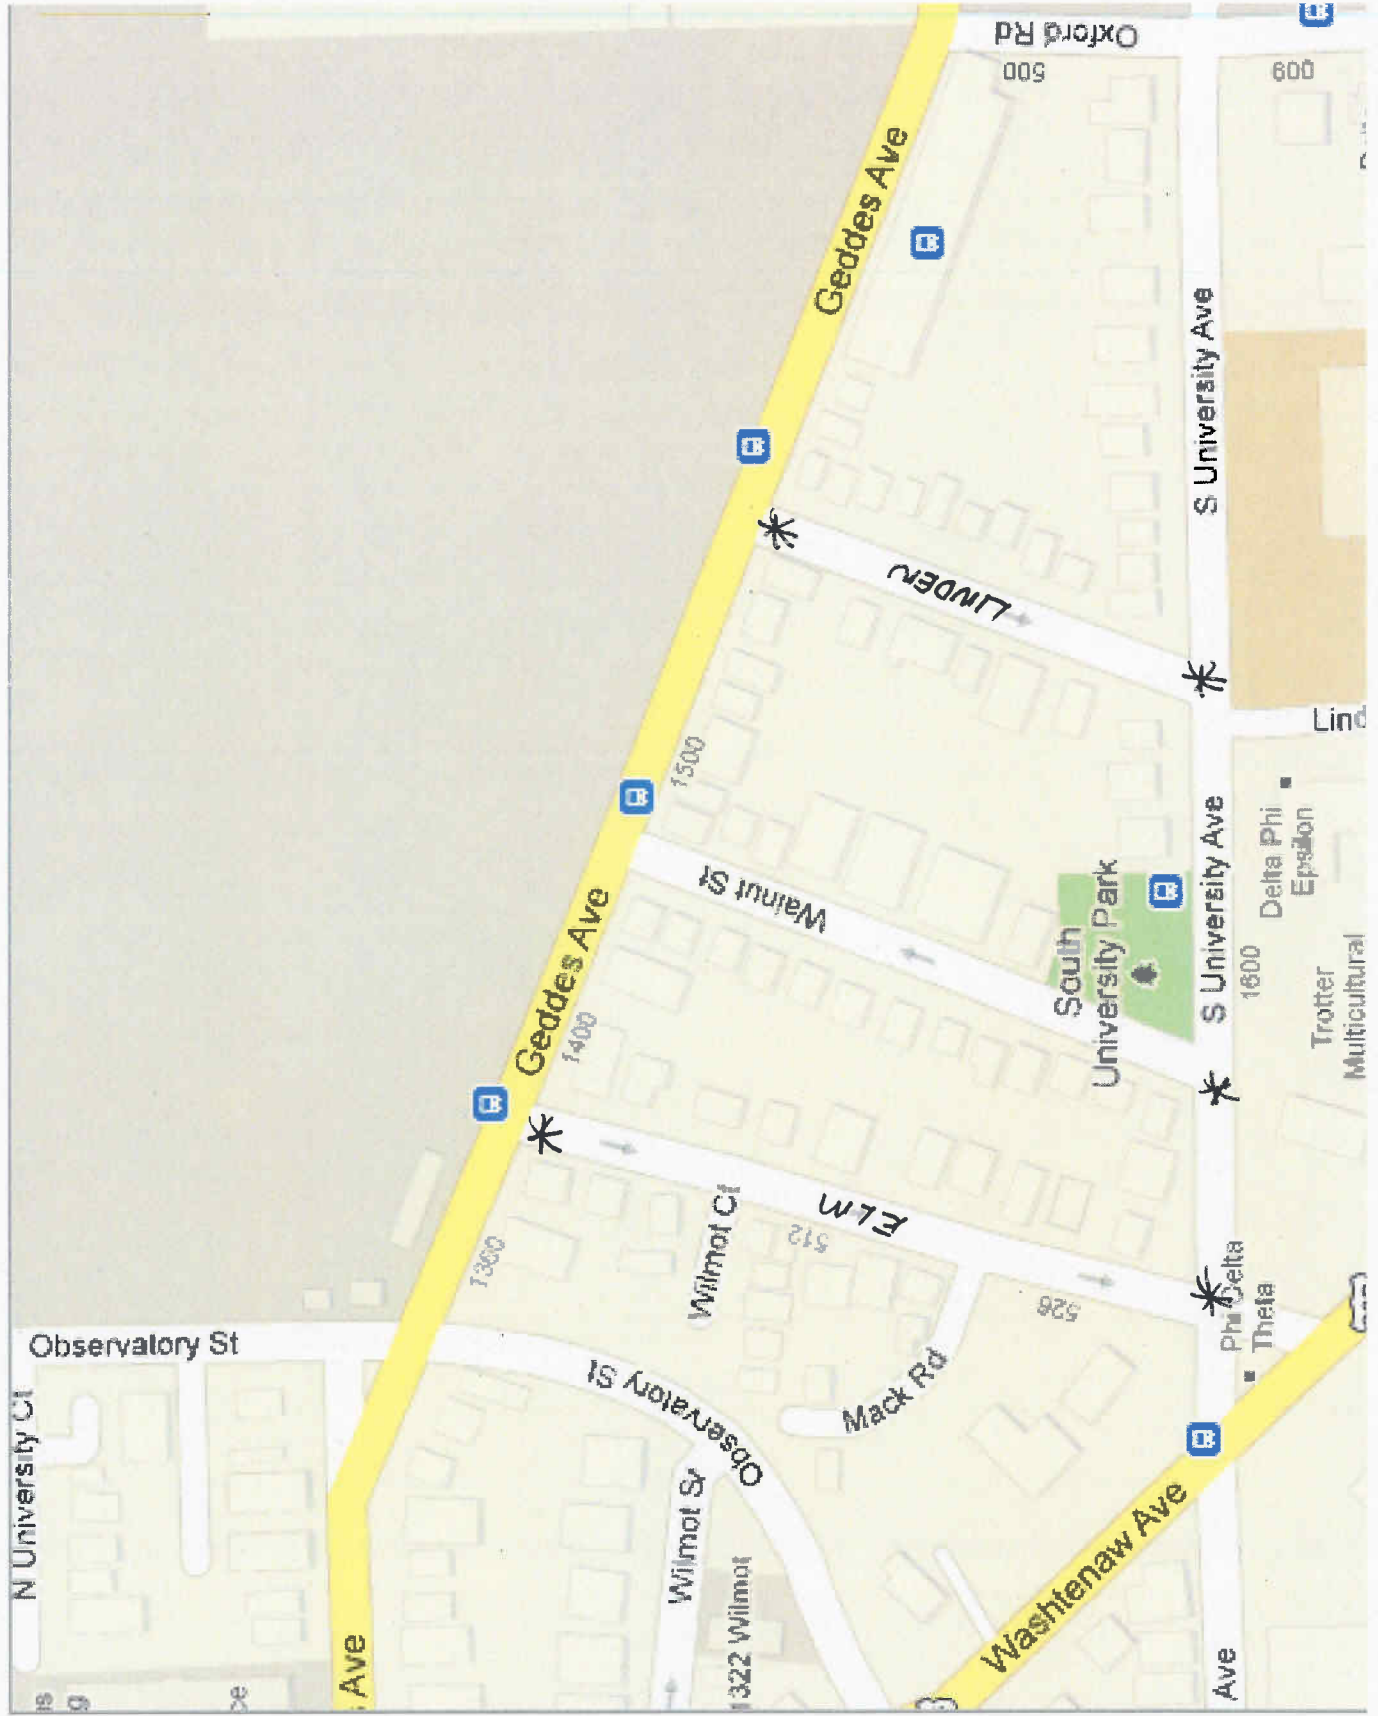 Oxford Rd
500
600
Geddes Ave
S University Ave
LINDEN
Lind
1500
Walnut St
Geddes Ave
1400
South
University Park
S University Ave
1600
Delta Phi
Epsilon
Trotter
Multicultural
ELM
512
Wilmot Ct
1300
526
Phi Delta
Theta
Observatory St
Observatory St
Mack Rd
N University Ct
Wilmot St
1322 Wilmot
Washtenaw Ave
Ave
Ave